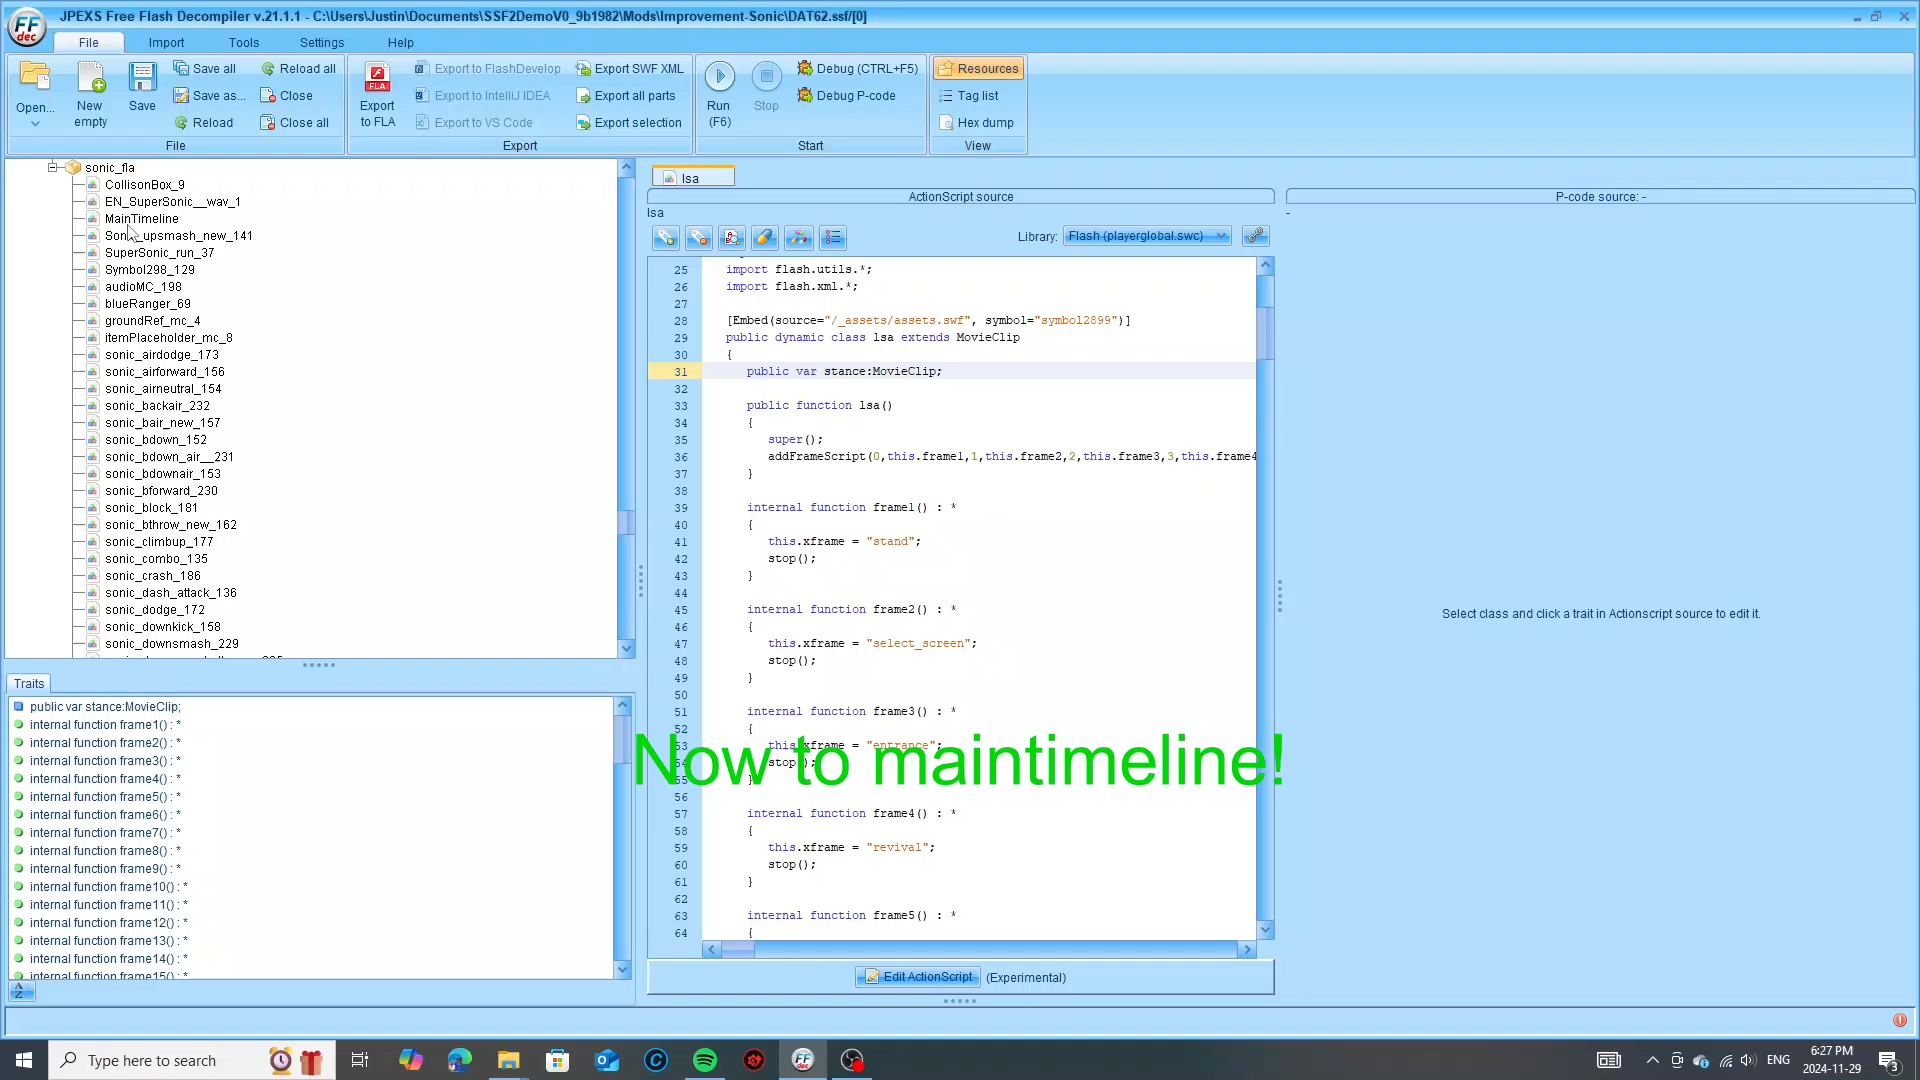 JPEXS Free Flash Decompiler v.21.1.1 - C:\Users\Justin\Documents\SSF2DemoV0_9b1982\Mods\Improvement-Sonic\DAT62.ssf/[0]
FF dec
File Import Tools Settings Help
Open... New empty Save
Save all
Save as...
Reload
Reload all
Close
Close all
File
Export to FLA
Export to FlashDevelop
Export to IntelliJ IDEA
Export to VS Code
Export SWF XML
Export all parts
Export selection
Export
Run (F6)
Stop
Debug (CTRL+F5)
Debug P-code
Start
Resources
Tag list
Hex dump
View
sonic_fla
CollisonBox_9
EN_SuperSonic__wav_1
MainTimeline
Sonic_upsmash_new_141
SuperSonic_run_37
Symbol298_129
audioMC_198
blueRanger_69
groundRef_mc_4
itemPlaceholder_mc_8
sonic_airdodge_173
sonic_airforward_156
sonic_airneutral_154
sonic_backair_232
sonic_bair_new_157
sonic_bdown_152
sonic_bdown_air__231
sonic_bdownair_153
sonic_bforward_230
sonic_block_181
sonic_bthrow_new_162
sonic_climbup_177
sonic_combo_135
sonic_crash_186
sonic_dash_attack_136
sonic_dodge_172
sonic_downkick_158
sonic_downsmash_229
Traits
public var stance:MovieClip;
internal function frame1() : *
internal function frame2() : *
internal function frame3() : *
internal function frame4() : *
internal function frame5() : *
internal function frame6() : *
internal function frame7() : *
internal function frame8() : *
internal function frame9() : *
internal function frame10() : *
internal function frame11() : *
internal function frame12() : *
internal function frame13() : *
internal function frame14() : *
internal function frame15() : *
A Z
lsa
ActionScript source
lsa
Library: Flash (playerglobal.swc)
25 import flash.utils.*;
26 import flash.xml.*;
27
28 [Embed(source="/_assets/assets.swf", symbol="symbol2899")]
29 public dynamic class lsa extends MovieClip
30 {
31 public var stance:MovieClip;
32
33 public function lsa()
34 {
35 super();
36 addFrameScript(0,this.frame1,1,this.frame2,2,this.frame3,3,this.frame4
37 }
38
39 internal function frame1() : *
40 {
41 this.xframe = "stand";
42 stop();
43 }
44
45 internal function frame2() : *
46 {
47 this.xframe = "select_screen";
48 stop();
49 }
50
51 internal function frame3() : *
52 {
53 this.xframe = "entrance";
54 stop();
55 }
56
57 internal function frame4() : *
58 {
59 this.xframe = "revival";
60 stop();
61 }
62
63 internal function frame5() : *
64 {
Now to maintimeline!
Edit ActionScript (Experimental)
P-code source: -
-
Select class and click a trait in Actionscript source to edit it.
Type here to search
ENG
6:27 PM
2024-11-29
3